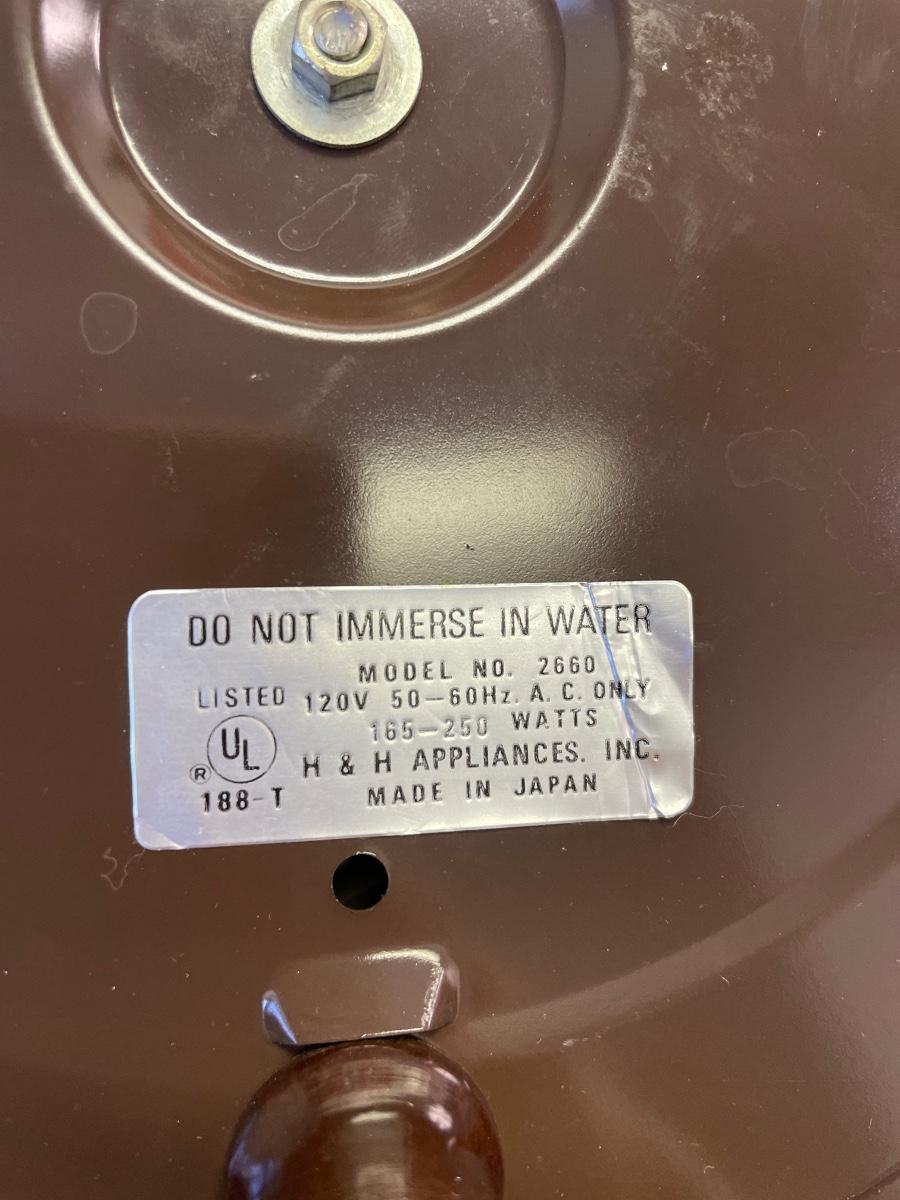 DO NOT IMMERSE IN WATER
MODEL NO. 2660
LISTED 120V 50-60Hz. A. C. ONLY
165-250 WATTS
UL
® H & H APPLIANCES. INC.
188-T MADE IN JAPAN